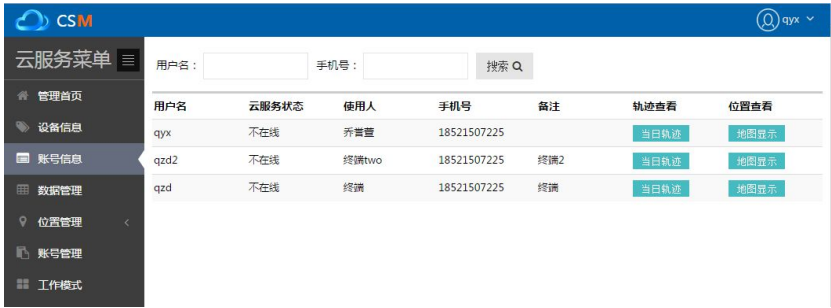 CSM
qyx
云服务菜单
用户名： 手机号： 搜索
管理首页
设备信息
账号信息
数据管理
位置管理
账号管理
工作模式
用户名 云服务状态 使用人 手机号 备注 轨迹查看 位置查看
qyx 不在线 乔誉萱 18521507225 当日轨迹 地图显示
qzd2 不在线 终端two 18521507225 终端2 当日轨迹 地图显示
qzd 不在线 终端 18521507225 终端 当日轨迹 地图显示